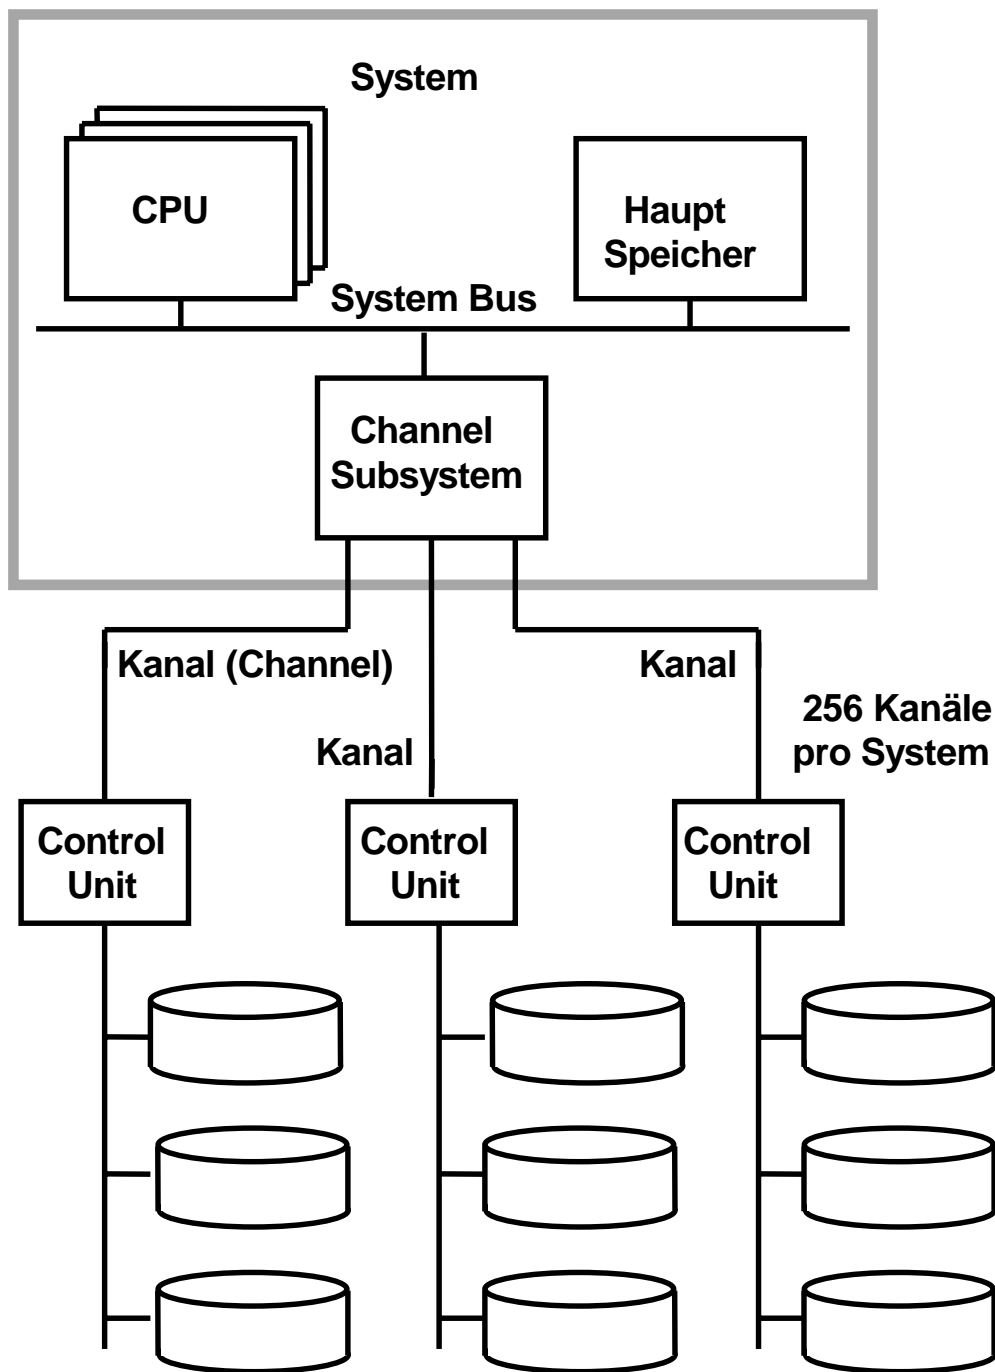 System
CPU
Haupt
Speicher
System Bus
Channel
Subsystem
Kanal (Channel)
Kanal
Kanal
256 Kanäle
pro System
Control
Unit
Control
Unit
Control
Unit